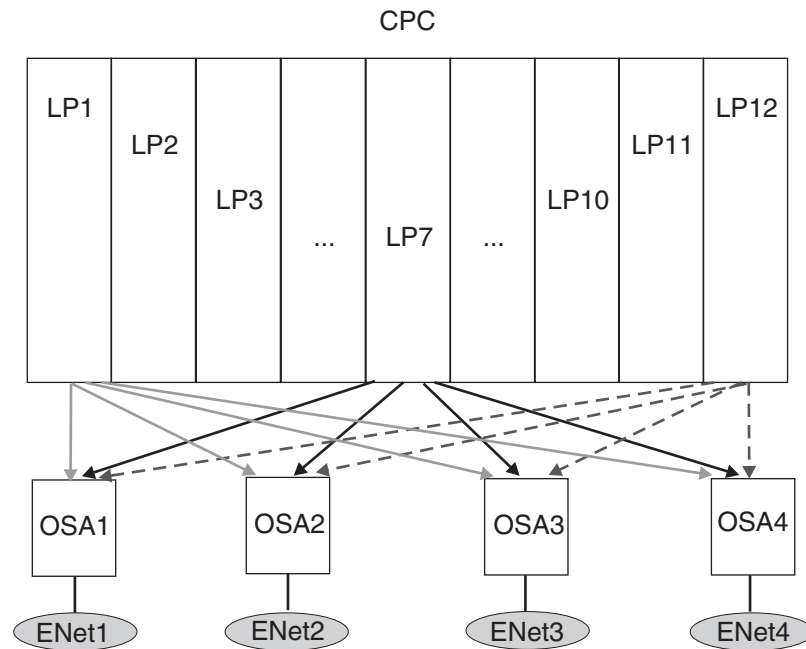 CPC
LP1
LP2
LP3
...
LP7
...
LP10
LP11
LP12
OSA1
OSA2
OSA3
OSA4
ENet1
ENet2
ENet3
ENet4